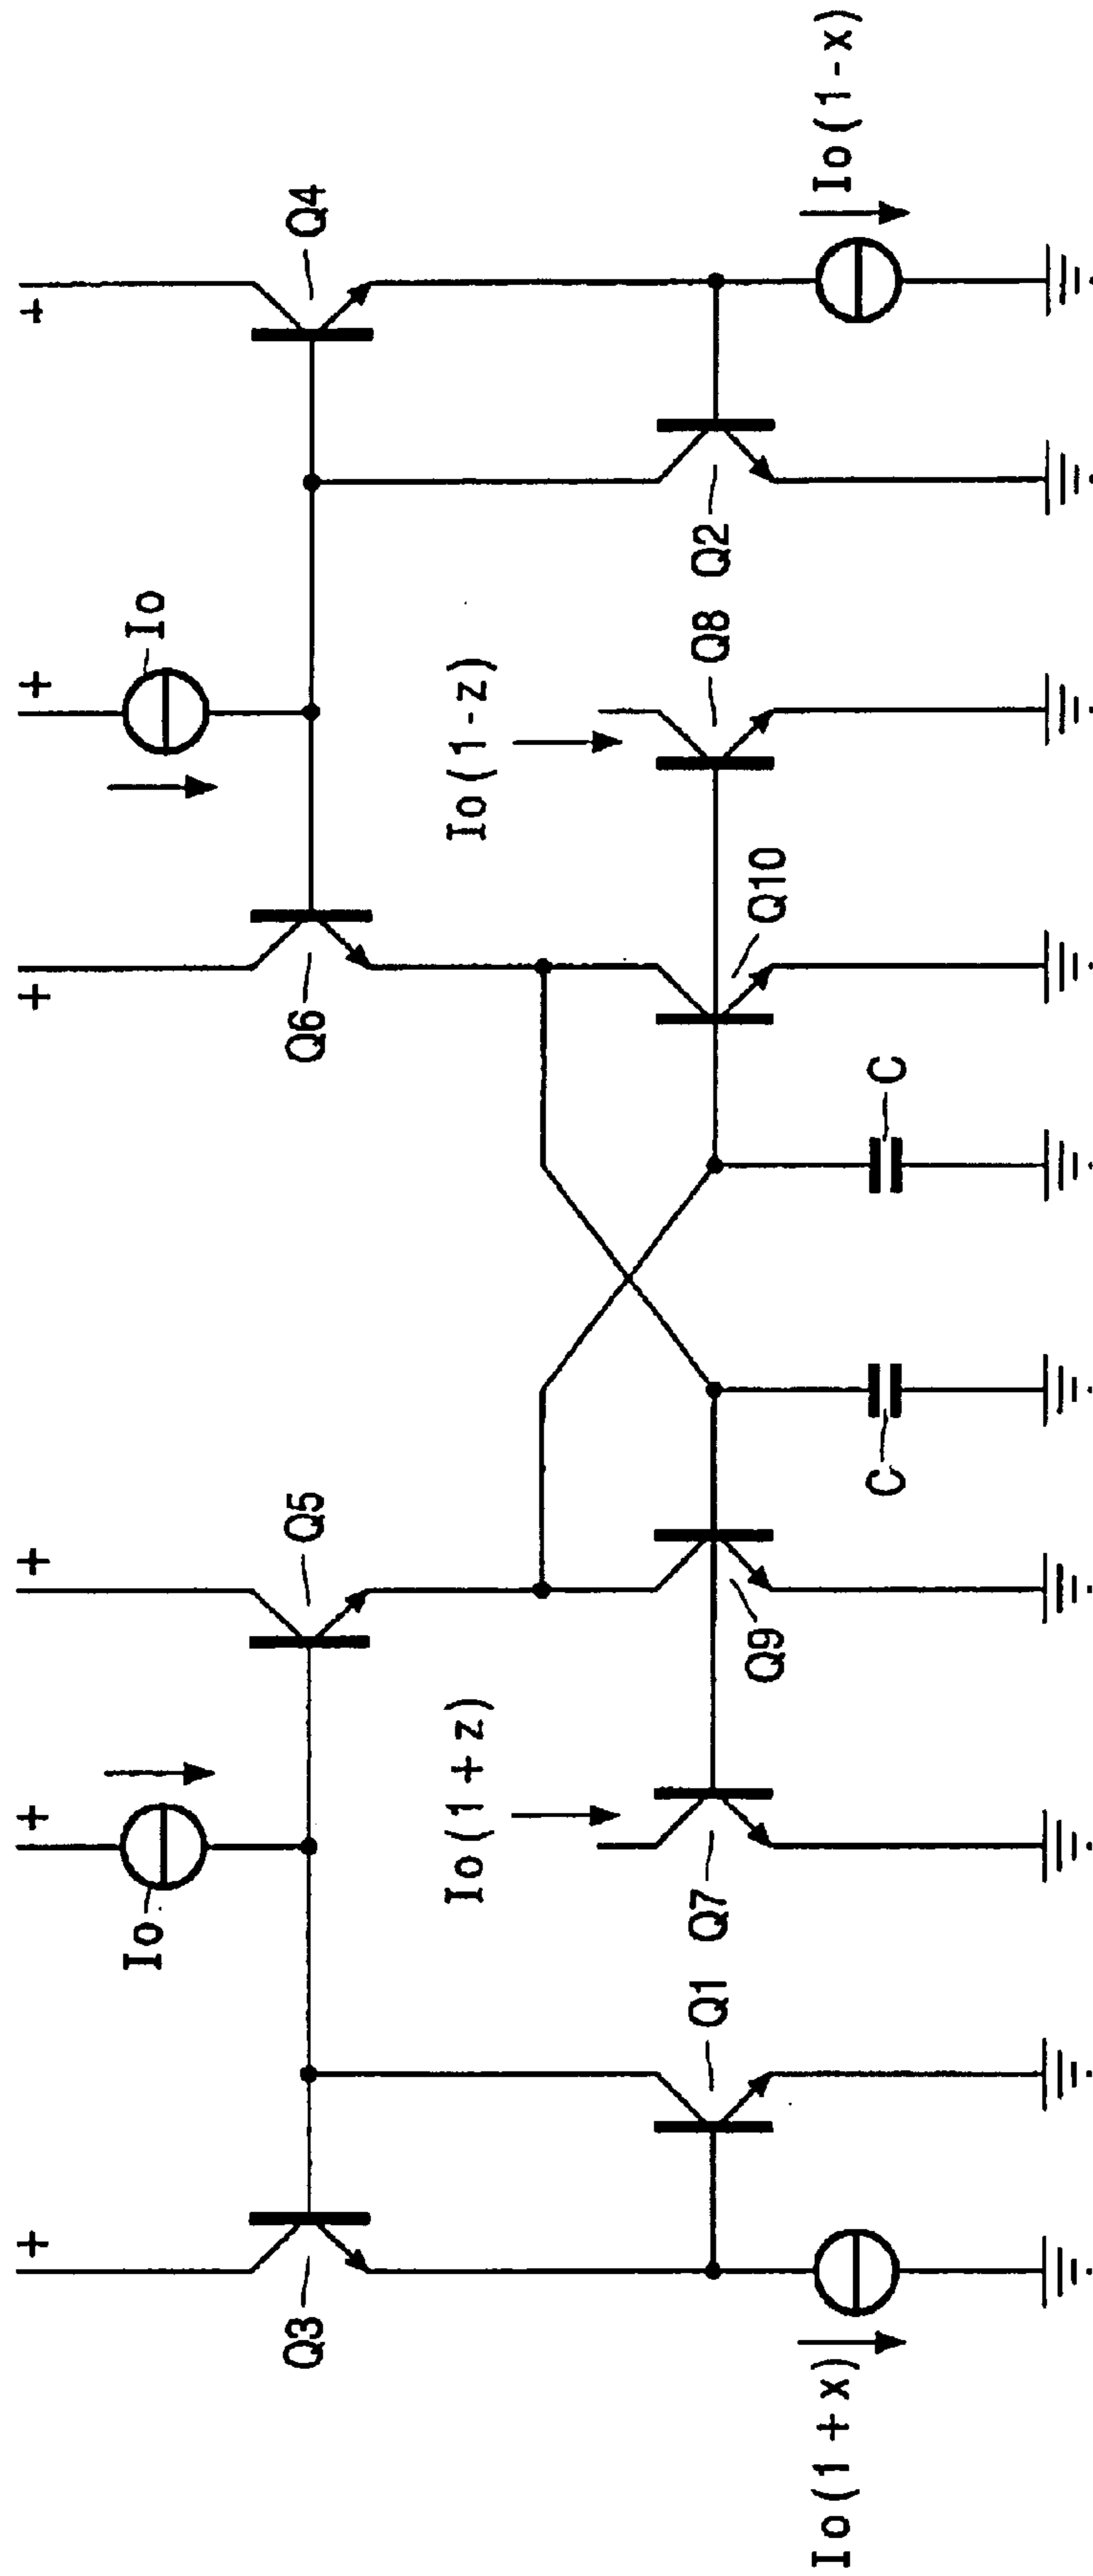 +
+
+
+
+
+
Io
Io
Q3
Q5
Q6
Q4
Io(1+z)
Io(1-z)
Q1
Q7
Q9
Q10
Q8
Q2
C
C
Io(1+x)
Io(1-x)